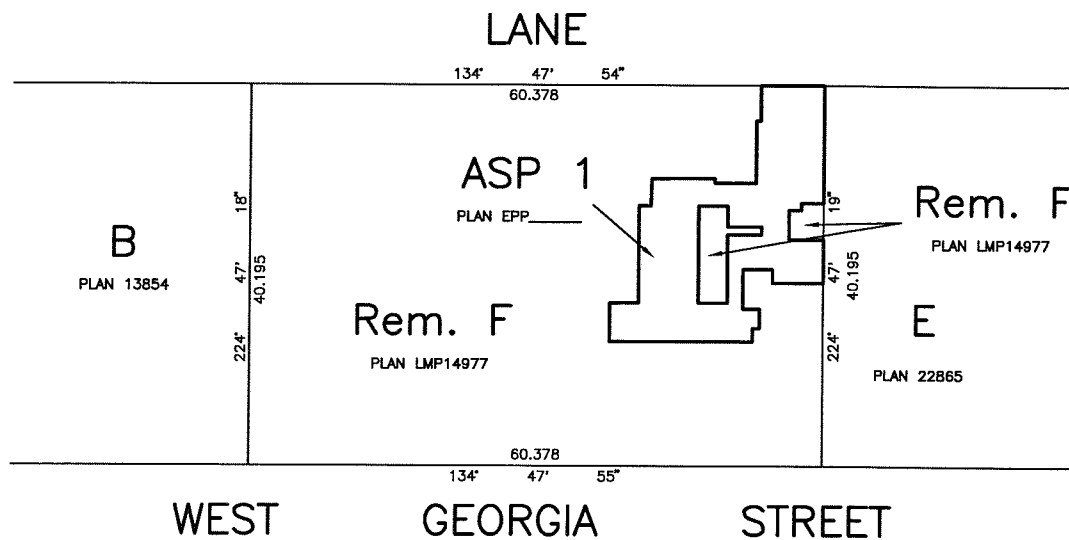 LANE
134° 47' 54"
60.378
ASP 1
PLAN EPP______
18"
47'
224°
40.195
B
PLAN 13854
Rem. F
PLAN LMP14977
19"
47'
224°
40.195
Rem. F
PLAN LMP14977
E
PLAN 22865
60.378
134° 47' 55"
WEST GEORGIA STREET